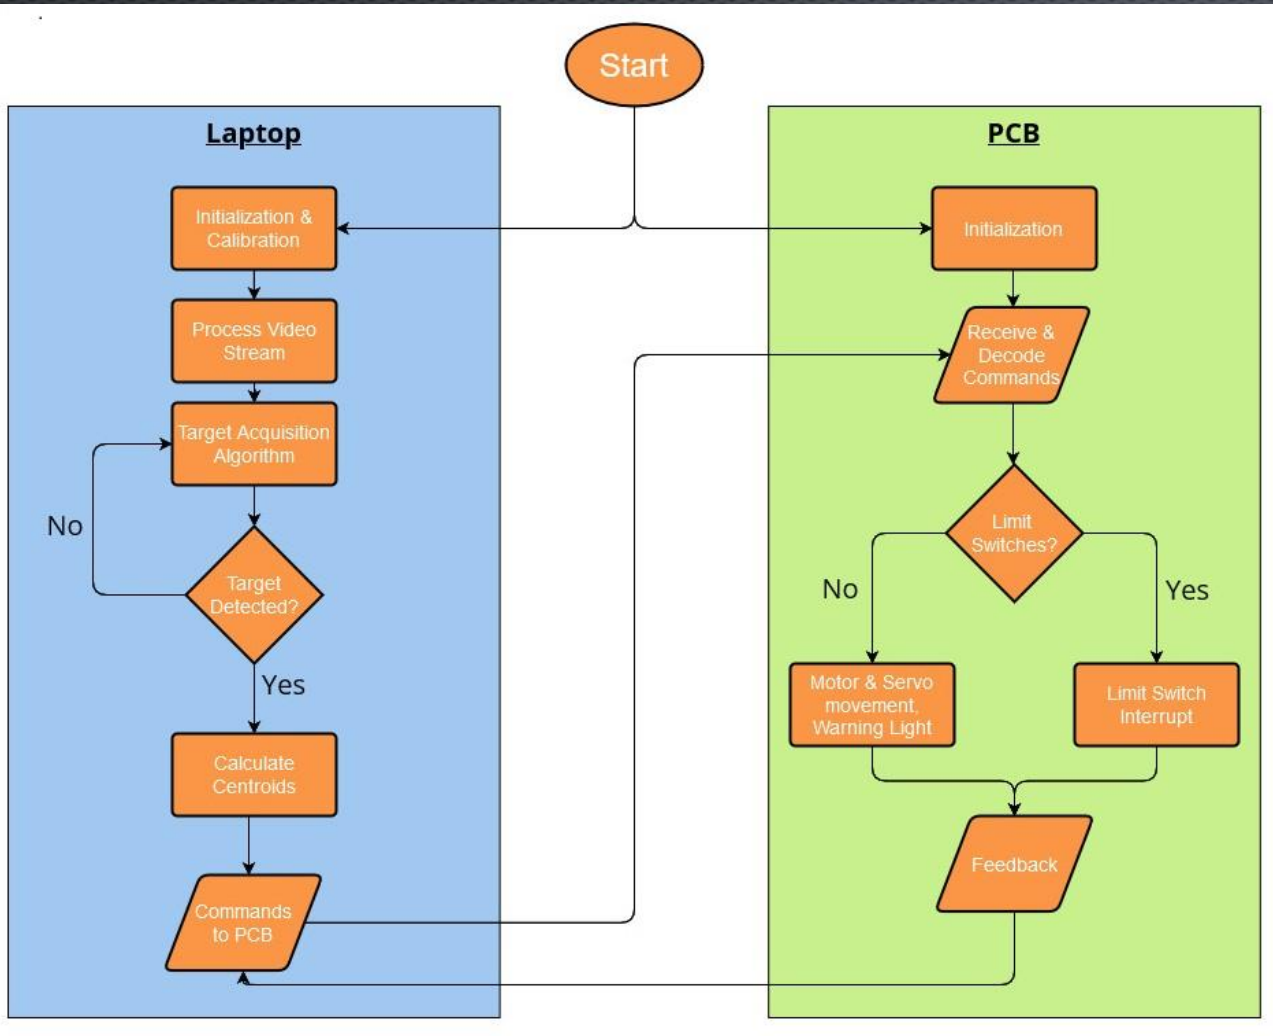 Start
Laptop
Initialization &
Calibration
Process Video
Stream
Target Acquisition
Algorithm
No
Target
Detected?
Yes
Calculate
Centroids
Commands
to PCB
PCB
Initialization
Receive &
Decode
Commands
Limit
Switches?
No
Yes
Motor & Servo
movement,
Warning Light
Limit Switch
Interrupt
Feedback